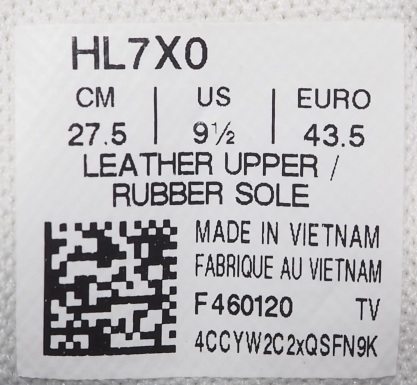 HL7X0
CM | US | EURO
27.5 | 9½ | 43.5
LEATHER UPPER /
RUBBER SOLE
MADE IN VIETNAM
FABRIQUE AU VIETNAM
F460120 TV
4CCYW2C2xQSFN9K